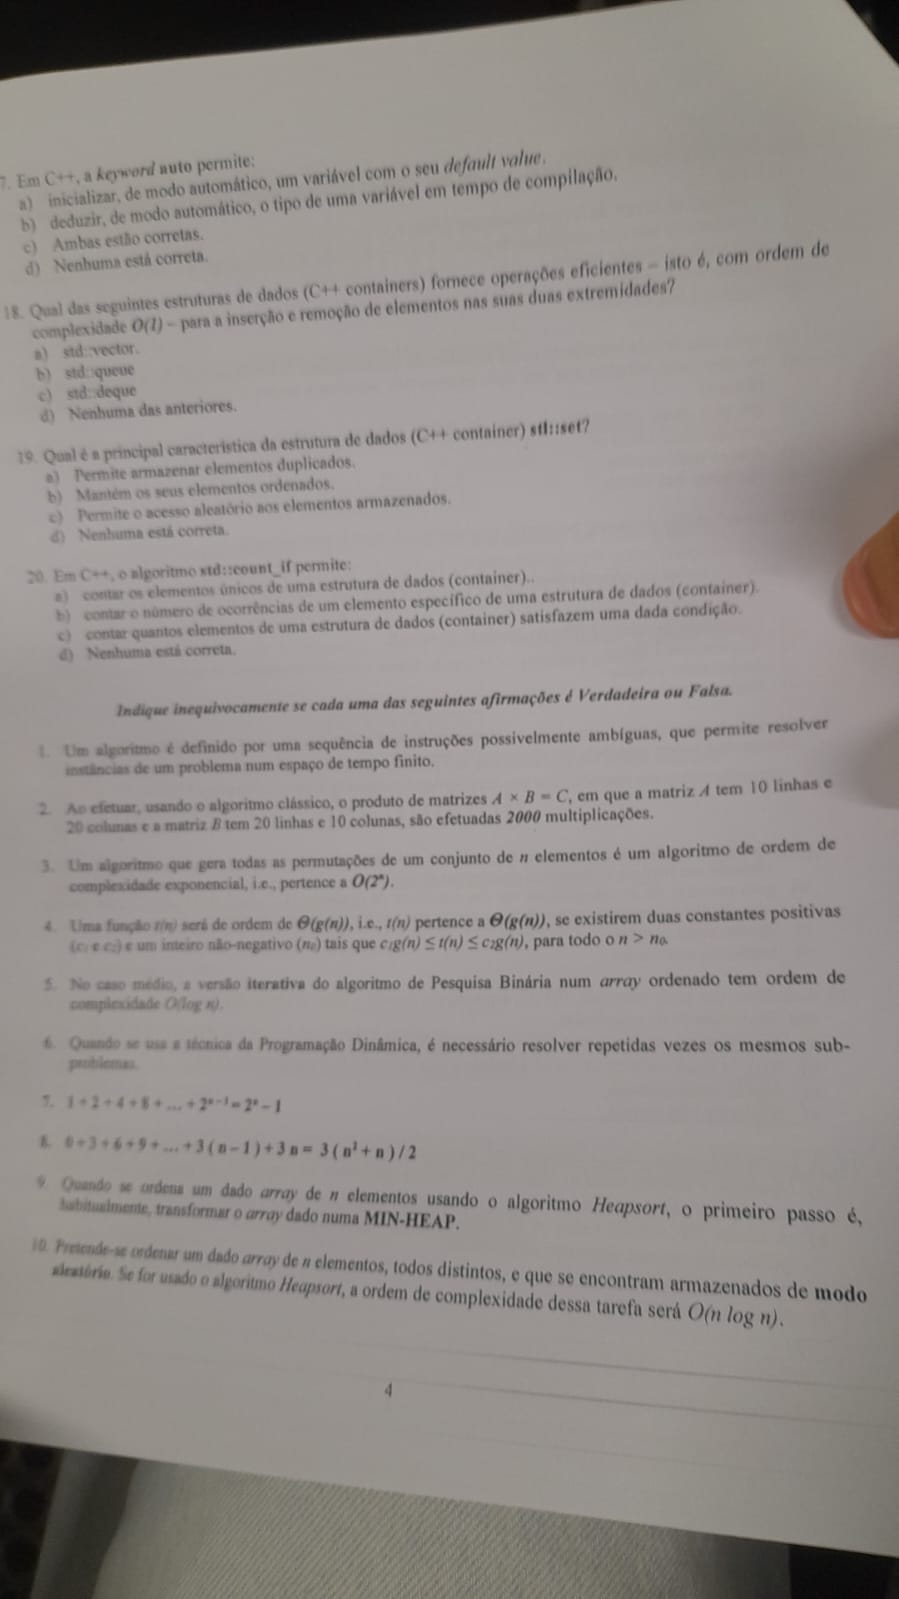 7. Em C++, a keyword auto permite:
a) inicializar, de modo automático, um variável com o seu default value.
b) deduzir, de modo automático, o tipo de uma variável em tempo de compilação.
c) Ambas estão corretas.
d) Nenhuma está correta.
18. Qual das seguintes estruturas de dados (C++ containers) fornece operações eficientes – isto é, com ordem de
complexidade O(1) – para a inserção e remoção de elementos nas suas duas extremidades?
a) std::vector.
b) std::queue
c) std::deque
d) Nenhuma das anteriores.
19. Qual é a principal característica da estrutura de dados (C++ container) stl::set?
a) Permite armazenar elementos duplicados.
b) Mantém os seus elementos ordenados.
c) Permite o acesso aleatório aos elementos armazenados.
d) Nenhuma está correta.
20. Em C++, o algoritmo std::count_if permite:
a) contar os elementos únicos de uma estrutura de dados (container)..
b) contar o número de ocorrências de um elemento específico de uma estrutura de dados (container).
c) contar quantos elementos de uma estrutura de dados (container) satisfazem uma dada condição.
d) Nenhuma está correta.
Indique inequivocamente se cada uma das seguintes afirmações é Verdadeira ou Falsa.
1. Um algoritmo é definido por uma sequência de instruções possivelmente ambíguas, que permite resolver
instâncias de um problema num espaço de tempo finito.
2. Ao efetuar, usando o algoritmo clássico, o produto de matrizes A × B = C, em que a matriz A tem 10 linhas e
20 colunas e a matriz B tem 20 linhas e 10 colunas, são efetuadas 2000 multiplicações.
3. Um algoritmo que gera todas as permutações de um conjunto de n elementos é um algoritmo de ordem de
complexidade exponencial, i.e., pertence a O(2ⁿ).
4. Uma função t(n) será de ordem de Θ(g(n)), i.e., t(n) pertence a Θ(g(n)), se existirem duas constantes positivas
(c₁ e c₂) e um inteiro não-negativo (n₀) tais que c₁g(n) ≤ t(n) ≤ c₂g(n), para todo o n > n₀.
5. No caso médio, a versão iterativa do algoritmo de Pesquisa Binária num array ordenado tem ordem de
complexidade O(log n).
6. Quando se usa a técnica da Programação Dinâmica, é necessário resolver repetidas vezes os mesmos sub-
problemas.
7. 1 + 2 + 4 + 8 + ... + 2ⁿ⁻¹ = 2ⁿ – 1
8. 0 + 3 + 6 + 9 + ... + 3 ( n – 1 ) + 3 n = 3 ( n² + n ) / 2
9. Quando se ordena um dado array de n elementos usando o algoritmo Heapsort, o primeiro passo é,
habitualmente, transformar o array dado numa MIN-HEAP.
10. Pretende-se ordenar um dado array de n elementos, todos distintos, e que se encontram armazenados de modo
aleatório. Se for usado o algoritmo Heapsort, a ordem de complexidade dessa tarefa será O(n log n).
4